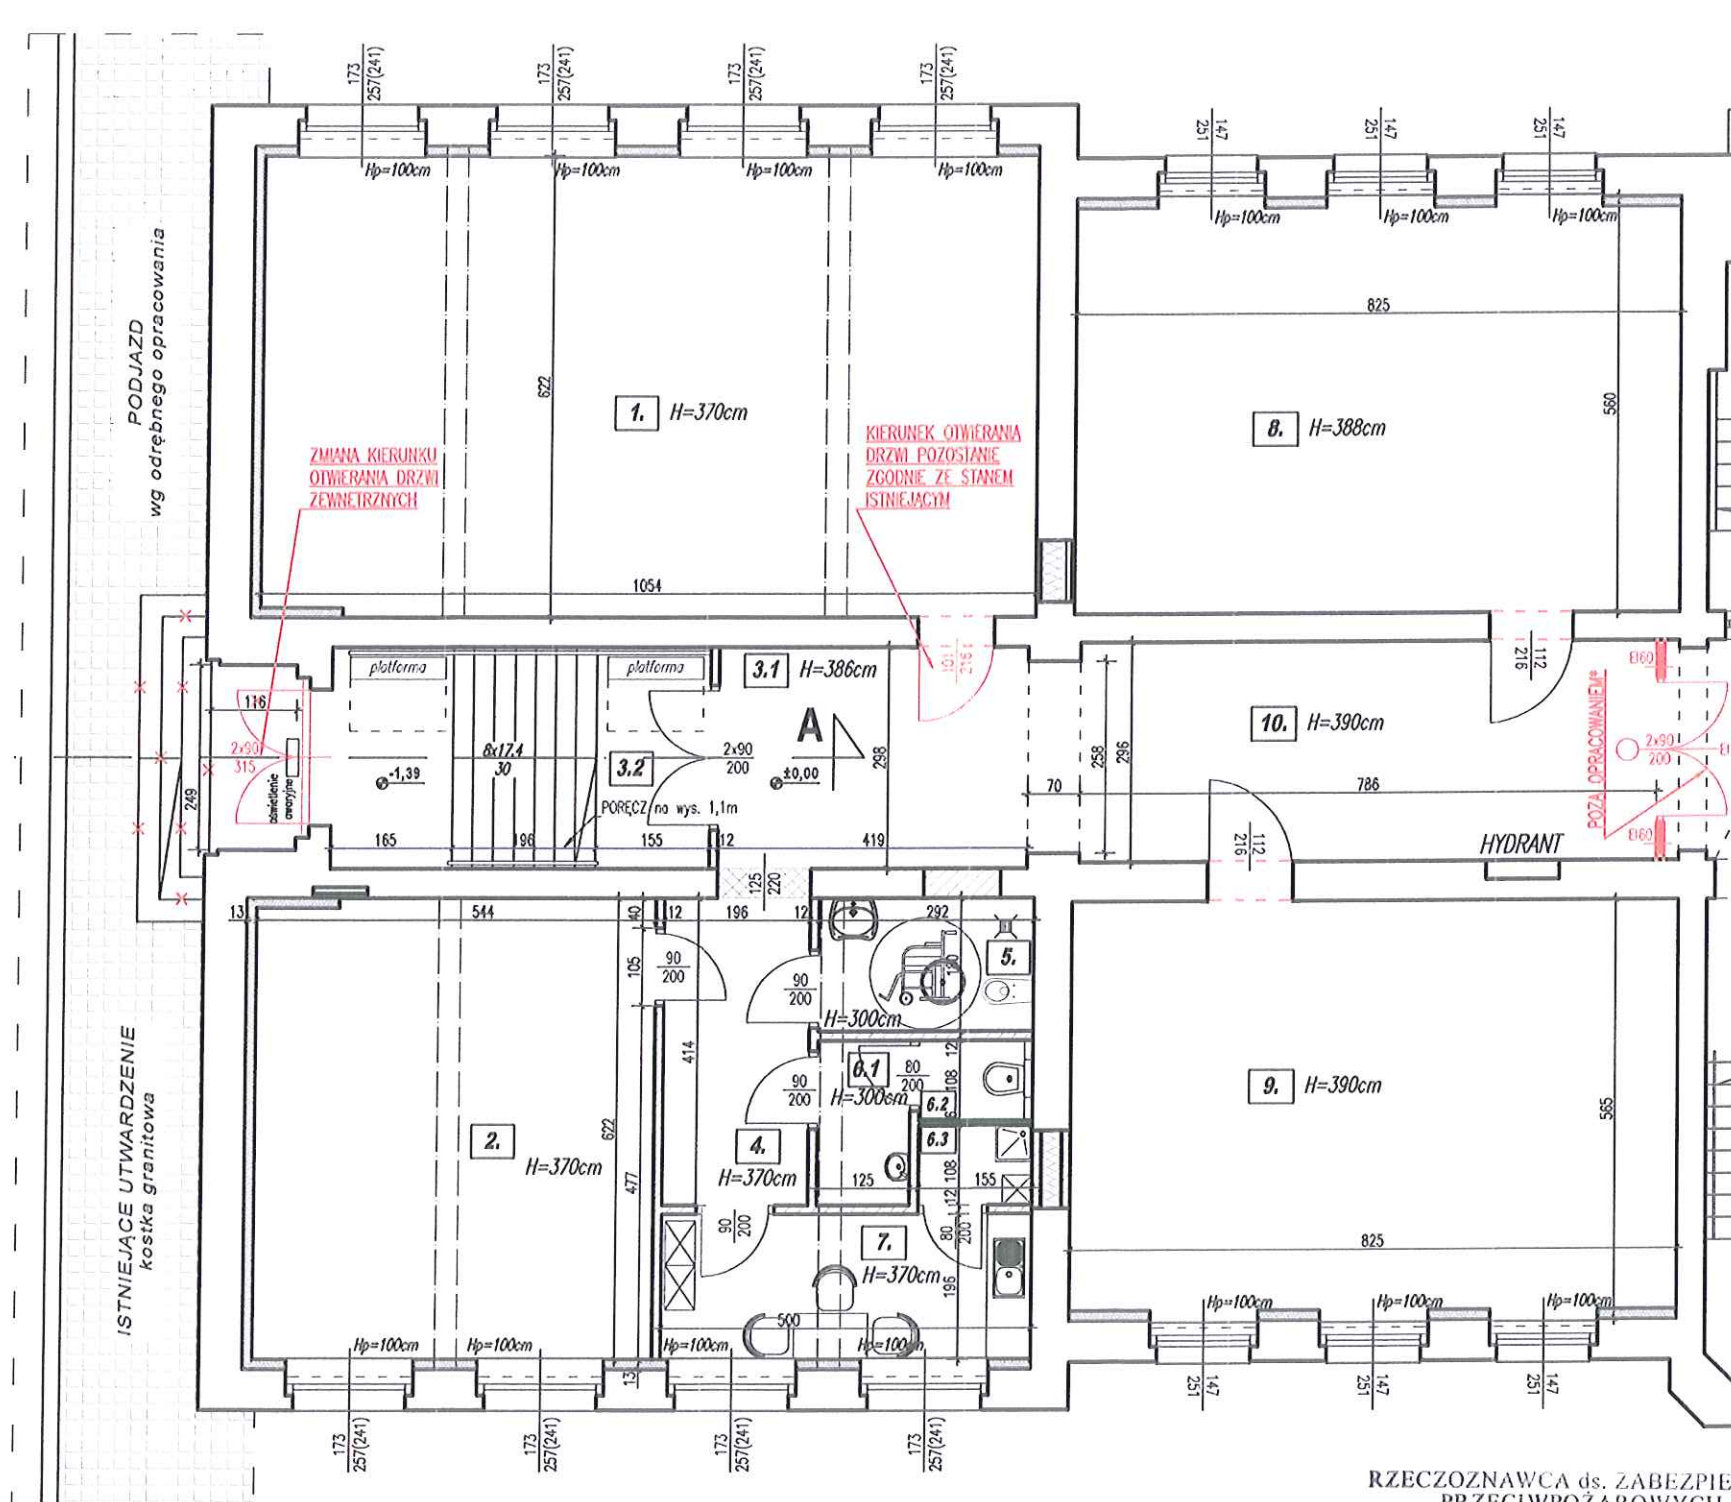 173
257(241)
173
257(241)
173
257(241)
173
257(241)
147
251
147
251
147
251
Hp=100cm
Hp=100cm
Hp=100cm
Hp=100cm
Hp=100cm
Hp=100cm
Hp=100cm
PODJAZD
wg odrębnego opracowania
825
622
560
1. H=370cm
8. H=388cm
ZMIANA KIERUNKU
OTWIERANIA DRZWI
ZEWNĘTRZNYCH
KIERUNEK OTWIERANIA
DRZWI POZOSTANIE
ZGODNIE ZE STANEM
ISTNIEJĄCYM
1054
platforma
platforma
3.1 H=386cm
216
112
216
EI60
116
2x90
315
249
oświetlenie
awaryjne
-1,39
8x17.4
30
3.2
2x90
200
A
±0,00
298
PORĘCZ na wys. 1,1m
165
196
155
12
419
70
258
296
10. H=390cm
786
POZA OPRACOWANIEM*
2x90
200
EI60
HYDRANT
112
216
125
220
13
544
40
12
196
12
292
105
90
200
90
200
5.
H=300cm
414
90
200
6.1
H=300cm
80
200
12
108
6.2
6.3
108
12
125
155
ISTNIEJĄCE UTWARDZENIE
kostka granitowa
2.
H=370cm
622
477
4.
H=370cm
9. H=390cm
565
90
200
7.
H=370cm
80
200
196
500
825
Hp=100cm
Hp=100cm
Hp=100cm
Hp=100cm
Hp=100cm
Hp=100cm
Hp=100cm
13
173
257(241)
173
257(241)
173
257(241)
173
257(241)
147
251
147
251
147
251
RZECZOZNAWCA ds. ZABEZPIE
PRZECIWPOŻAROWYCH